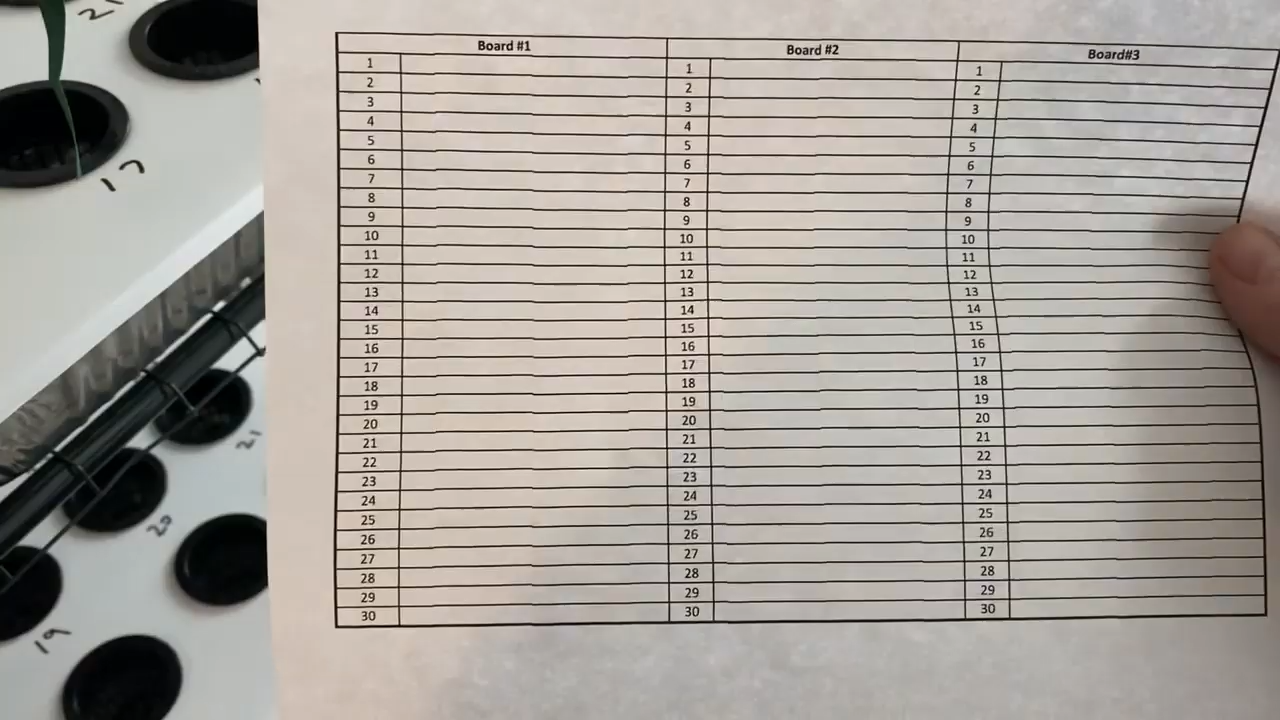 21
17
21
20
19
Board #1 Board #2 Board#3
1 1 1
2 2 2
3 3 3
4 4 4
5 5 5
6 6 6
7 7 7
8 8 8
9 9 9
10 10 10
11 11 11
12 12 12
13 13 13
14 14 14
15 15 15
16 16 16
17 17 17
18 18 18
19 19 19
20 20 20
21 21 21
22 22 22
23 23 23
24 24 24
25 25 25
26 26 26
27 27 27
28 28 28
29 29 29
30 30 30